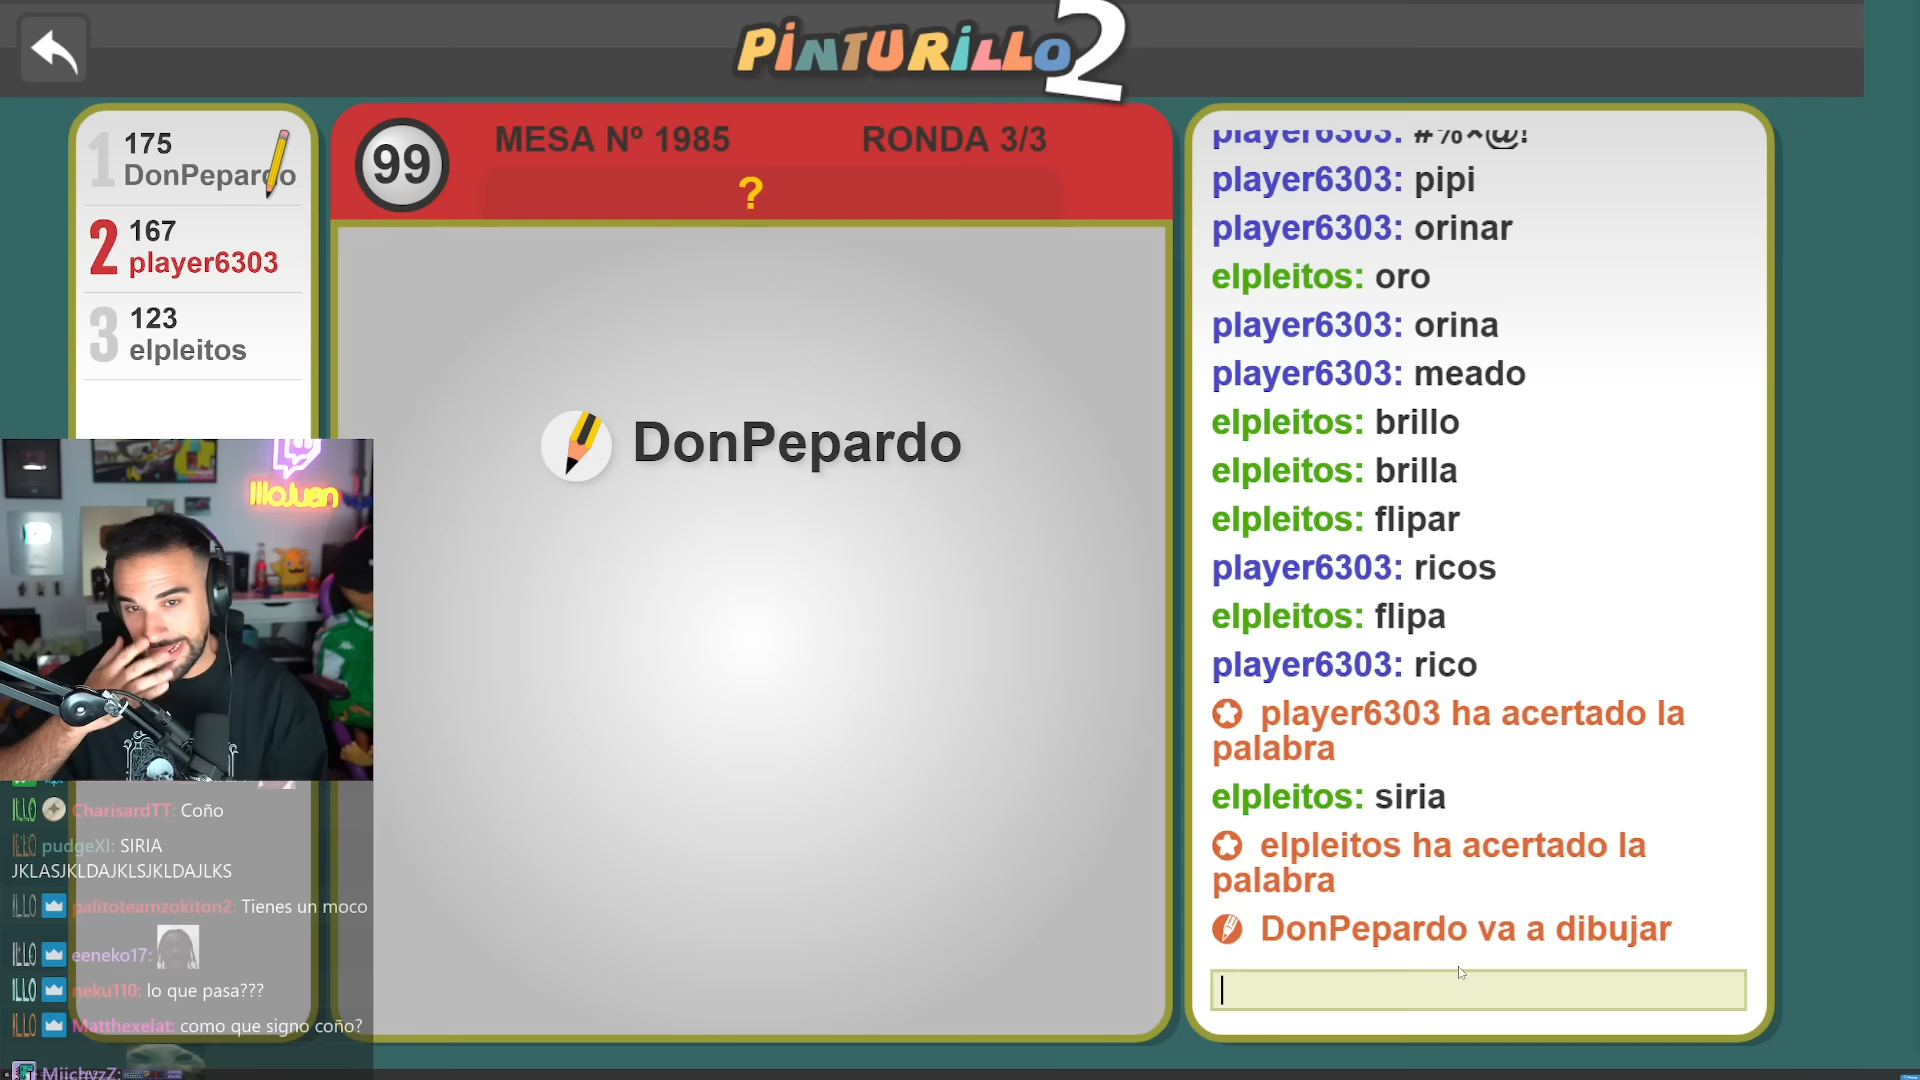 PINTURILLO 2
1 175
DonPepardo
2 167
player6303
3 123
elpleitos
99
MESA Nº 1985
RONDA 3/3
?
DonPepardo
player6303: #%*@!
player6303: pipi
player6303: orinar
elpleitos: oro
player6303: orina
player6303: meado
elpleitos: brillo
elpleitos: brilla
elpleitos: flipar
player6303: ricos
elpleitos: flipa
player6303: rico
player6303 ha acertado la
palabra
elpleitos: siria
elpleitos ha acertado la
palabra
DonPepardo va a dibujar
IlloJuan
CharisardTT: Coño
pudgeXl: SIRIA
JKLASJKLDAJKLSJKLDAJLKS
palitoteamzokiton2: Tienes un moco
eeneko17:
neku110: lo que pasa???
Matthexelat: como que signo coño?
MiichyzZ: